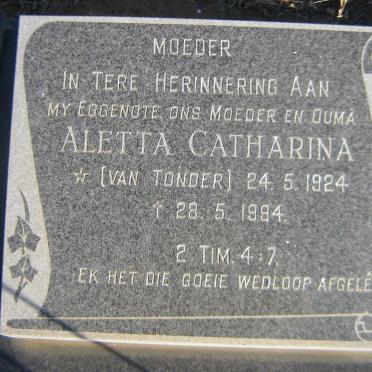 MOEDER
IN TERE HERINNERING AAN
MY EGGENOTE, ONS MOEDER EN OUMA
ALETTA CATHARINA
☆ (VAN TONDER) 24. 5. 1924
† 28. 5. 1994.
2 TIM. 4:7.
EK HET DIE GOEIE WEDLOOP AFGELÊ